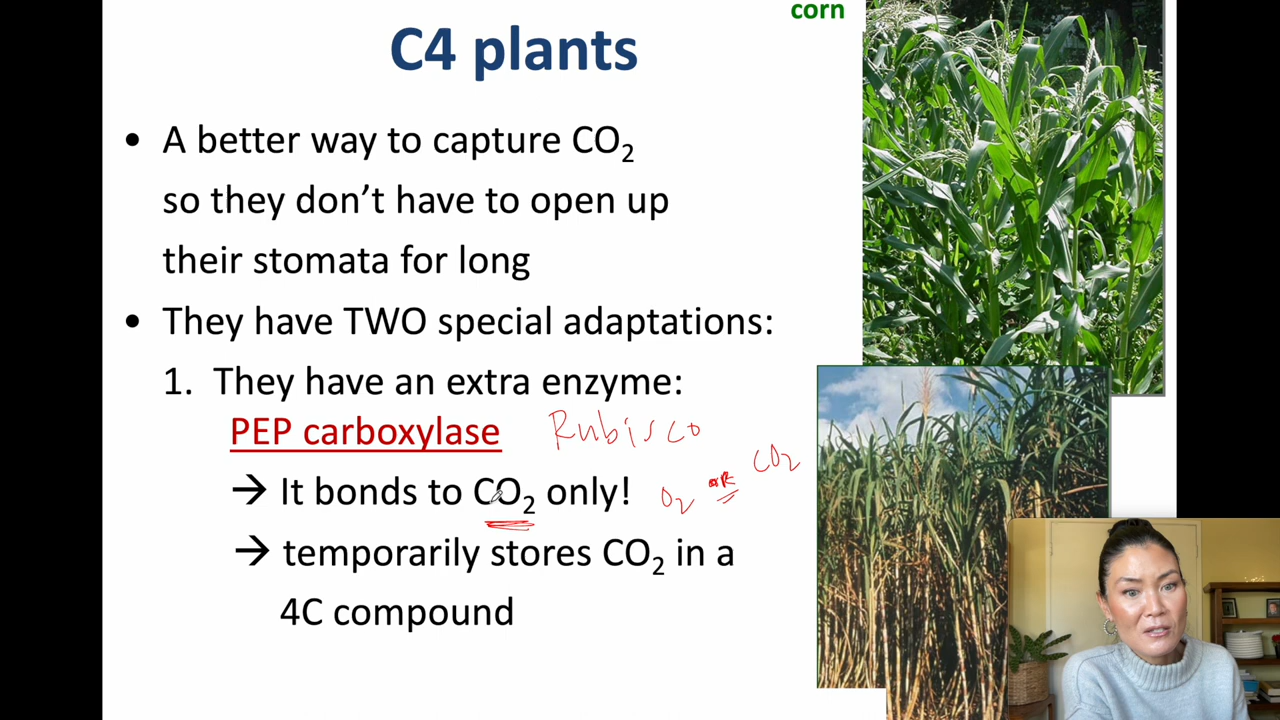 corn
C4 plants
• A better way to capture CO₂
so they don’t have to open up
their stomata for long
• They have TWO special adaptations:
1. They have an extra enzyme:
PEP carboxylase Rubisco
→ It bonds to CO₂ only! O₂ OR CO₂
→ temporarily stores CO₂ in a
4C compound